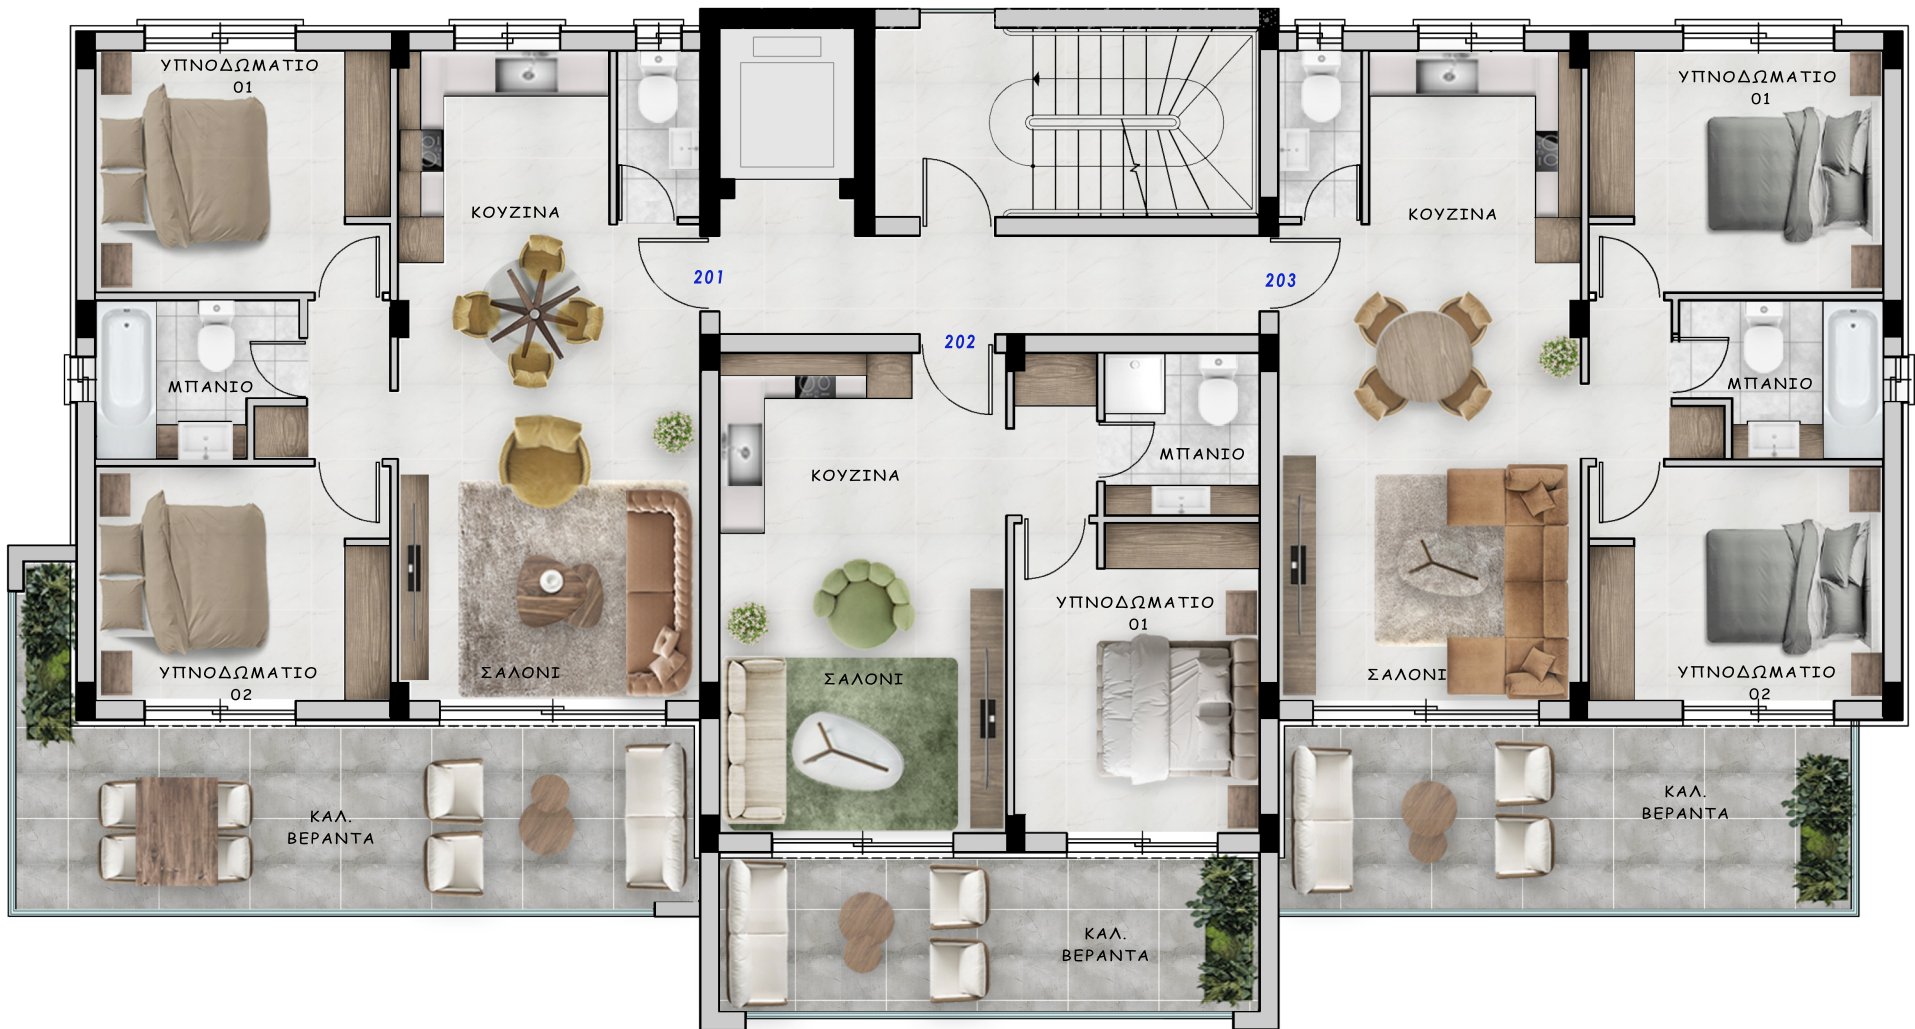 ΥΠΝΟΔΩΜΑΤΙΟ
01
ΚΟΥΖΙΝΑ
201
ΜΠΑΝΙΟ
ΥΠΝΟΔΩΜΑΤΙΟ
02
ΣΑΛΟΝΙ
ΚΑΛ.
ΒΕΡΑΝΤΑ
202
ΚΟΥΖΙΝΑ
ΜΠΑΝΙΟ
ΥΠΝΟΔΩΜΑΤΙΟ
01
ΣΑΛΟΝΙ
ΚΑΛ.
ΒΕΡΑΝΤΑ
203
ΚΟΥΖΙΝΑ
ΥΠΝΟΔΩΜΑΤΙΟ
01
ΜΠΑΝΙΟ
ΣΑΛΟΝΙ
ΥΠΝΟΔΩΜΑΤΙΟ
02
ΚΑΛ.
ΒΕΡΑΝΤΑ